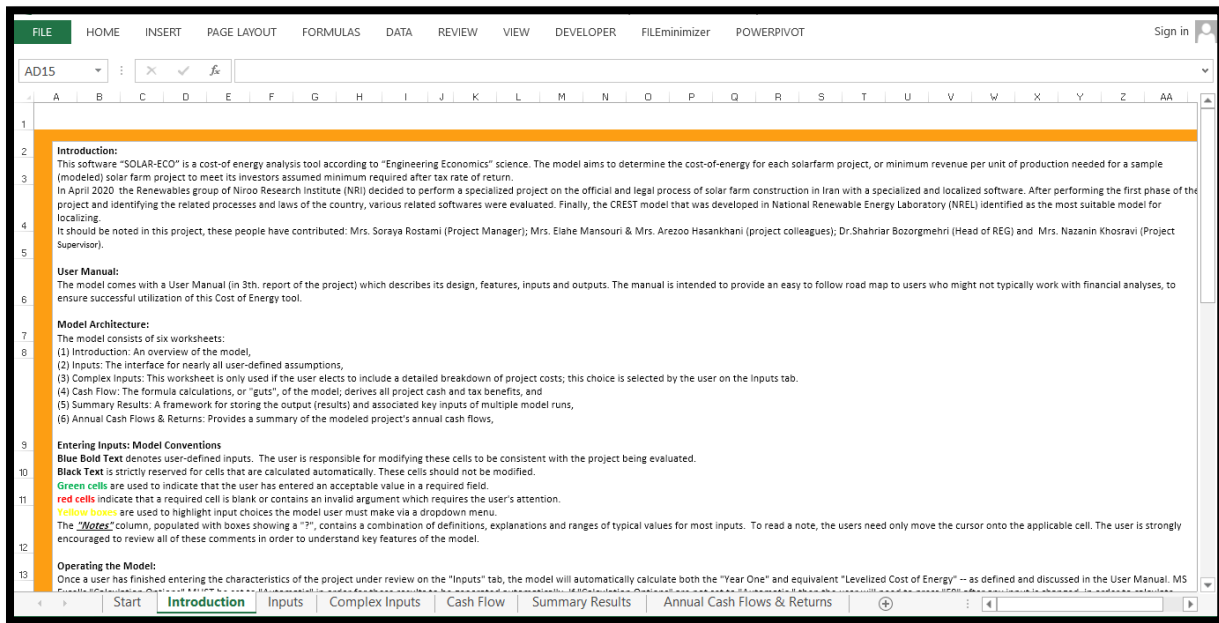 FILE HOME INSERT PAGE LAYOUT FORMULAS DATA REVIEW VIEW DEVELOPER FILEminimizer POWERPIVOT Sign in
AD15 fx
A B C D E F G H I J K L M N O P Q R S T U V W X Y Z AA
1
2 Introduction:
This software “SOLAR-ECO” is a cost-of energy analysis tool according to “Engineering Economics” science. The model aims to determine the cost-of-energy for each solarfarm project, or minimum revenue per unit of production needed for a sample
3 (modeled) solar farm project to meet its investors assumed minimum required after tax rate of return.
In April 2020 the Renewables group of Niroo Research Institute (NRI) decided to perform a specialized project on the official and legal process of solar farm construction in Iran with a specialized and localized software. After performing the first phase of the
project and identifying the related processes and laws of the country, various related softwares were evaluated. Finally, the CREST model that was developed in National Renewable Energy Laboratory (NREL) identified as the most suitable model for
4 localizing.
It should be noted in this project, these people have contributed: Mrs. Soraya Rostami (Project Manager); Mrs. Elahe Mansouri & Mrs. Arezoo Hasankhani (project colleagues); Dr.Shahriar Bozorgmehri (Head of REG) and Mrs. Nazanin Khosravi (Project
5 Supervisor).
User Manual:
The model comes with a User Manual (in 3th. report of the project) which describes its design, features, inputs and outputs. The manual is intended to provide an easy to follow road map to users who might not typically work with financial analyses, to
6 ensure successful utilization of this Cost of Energy tool.
Model Architecture:
7 The model consists of six worksheets:
8 (1) Introduction: An overview of the model,
(2) Inputs: The interface for nearly all user-defined assumptions,
(3) Complex Inputs: This worksheet is only used if the user elects to include a detailed breakdown of project costs; this choice is selected by the user on the Inputs tab.
(4) Cash Flow: The formula calculations, or "guts", of the model; derives all project cash and tax benefits, and
(5) Summary Results: A framework for storing the output (results) and associated key inputs of multiple model runs,
(6) Annual Cash Flows & Returns: Provides a summary of the modeled project's annual cash flows,
9 Entering Inputs: Model Conventions
Blue Bold Text denotes user-defined inputs. The user is responsible for modifying these cells to be consistent with the project being evaluated.
10 Black Text is strictly reserved for cells that are calculated automatically. These cells should not be modified.
Green cells are used to indicate that the user has entered an acceptable value in a required field.
11 red cells indicate that a required cell is blank or contains an invalid argument which requires the user's attention.
Yellow boxes are used to highlight input choices the model user must make via a dropdown menu.
The "Notes" column, populated with boxes showing a "?", contains a combination of definitions, explanations and ranges of typical values for most inputs. To read a note, the users need only move the cursor onto the applicable cell. The user is strongly
12 encouraged to review all of these comments in order to understand key features of the model.
Operating the Model:
13 Once a user has finished entering the characteristics of the project under review on the "Inputs" tab, the model will automatically calculate both the "Year One" and equivalent "Levelized Cost of Energy" -- as defined and discussed in the User Manual. MS
Start Introduction Inputs Complex Inputs Cash Flow Summary Results Annual Cash Flows & Returns